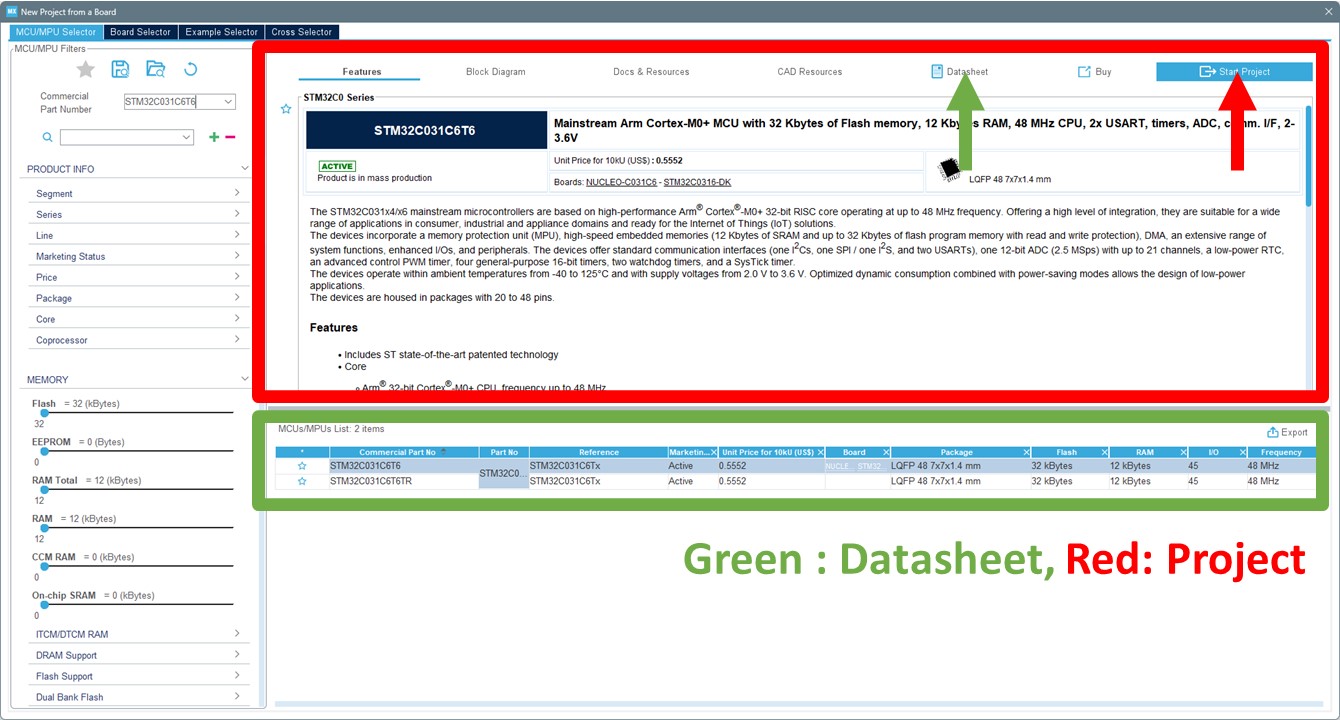 MX New Project from a Board
MCU/MPU Selector Board Selector Example Selector Cross Selector
MCU/MPU Filters
Commercial
Part Number
STM32C031C6T6
PRODUCT INFO
Segment
Series
Line
Marketing Status
Price
Package
Core
Coprocessor
MEMORY
Flash = 32 (kBytes)
32
EEPROM = 0 (Bytes)
0
RAM Total = 12 (kBytes)
12
RAM = 12 (kBytes)
12
CCM RAM = 0 (kBytes)
0
On-chip SRAM = 0 (kBytes)
0
ITCM/DTCM RAM
DRAM Support
Flash Support
Dual Bank Flash
Features Block Diagram Docs & Resources CAD Resources Datasheet Buy Start Project
STM32C0 Series
STM32C031C6T6
Mainstream Arm Cortex-M0+ MCU with 32 Kbytes of Flash memory, 12 Kbytes RAM, 48 MHz CPU, 2x USART, timers, ADC, comm. I/F, 2-
3.6V
ACTIVE
Product is in mass production
Unit Price for 10kU (US$) : 0.5552
Boards: NUCLEO-C031C6 - STM32C0316-DK
LQFP 48 7x7x1.4 mm
The STM32C031x4/x6 mainstream microcontrollers are based on high-performance Arm® Cortex®-M0+ 32-bit RISC core operating at up to 48 MHz frequency. Offering a high level of integration, they are suitable for a wide
range of applications in consumer, industrial and appliance domains and ready for the Internet of Things (IoT) solutions.
The devices incorporate a memory protection unit (MPU), high-speed embedded memories (12 Kbytes of SRAM and up to 32 Kbytes of flash program memory with read and write protection), DMA, an extensive range of
system functions, enhanced I/Os, and peripherals. The devices offer standard communication interfaces (one I²Cs, one SPI / one I²S, and two USARTs), one 12-bit ADC (2.5 MSps) with up to 21 channels, a low-power RTC,
an advanced control PWM timer, four general-purpose 16-bit timers, two watchdog timers, and a SysTick timer.
The devices operate within ambient temperatures from -40 to 125°C and with supply voltages from 2.0 V to 3.6 V. Optimized dynamic consumption combined with power-saving modes allows the design of low-power
applications.
The devices are housed in packages with 20 to 48 pins.
Features
• Includes ST state-of-the-art patented technology
• Core
Arm® 32-bit Cortex®-M0+ CPU, frequency up to 48 MHz
MCUs/MPUs List: 2 items
Export
* Commercial Part No Part No Reference Marketin... Unit Price for 10kU (US$) Board Package Flash RAM I/O Frequency
STM32C031C6T6 STM32C0... STM32C031C6Tx Active 0.5552 NUCLE... STM32... LQFP 48 7x7x1.4 mm 32 kBytes 12 kBytes 45 48 MHz
STM32C031C6T6TR STM32C031C6Tx Active 0.5552 LQFP 48 7x7x1.4 mm 32 kBytes 12 kBytes 45 48 MHz
Green : Datasheet, Red: Project